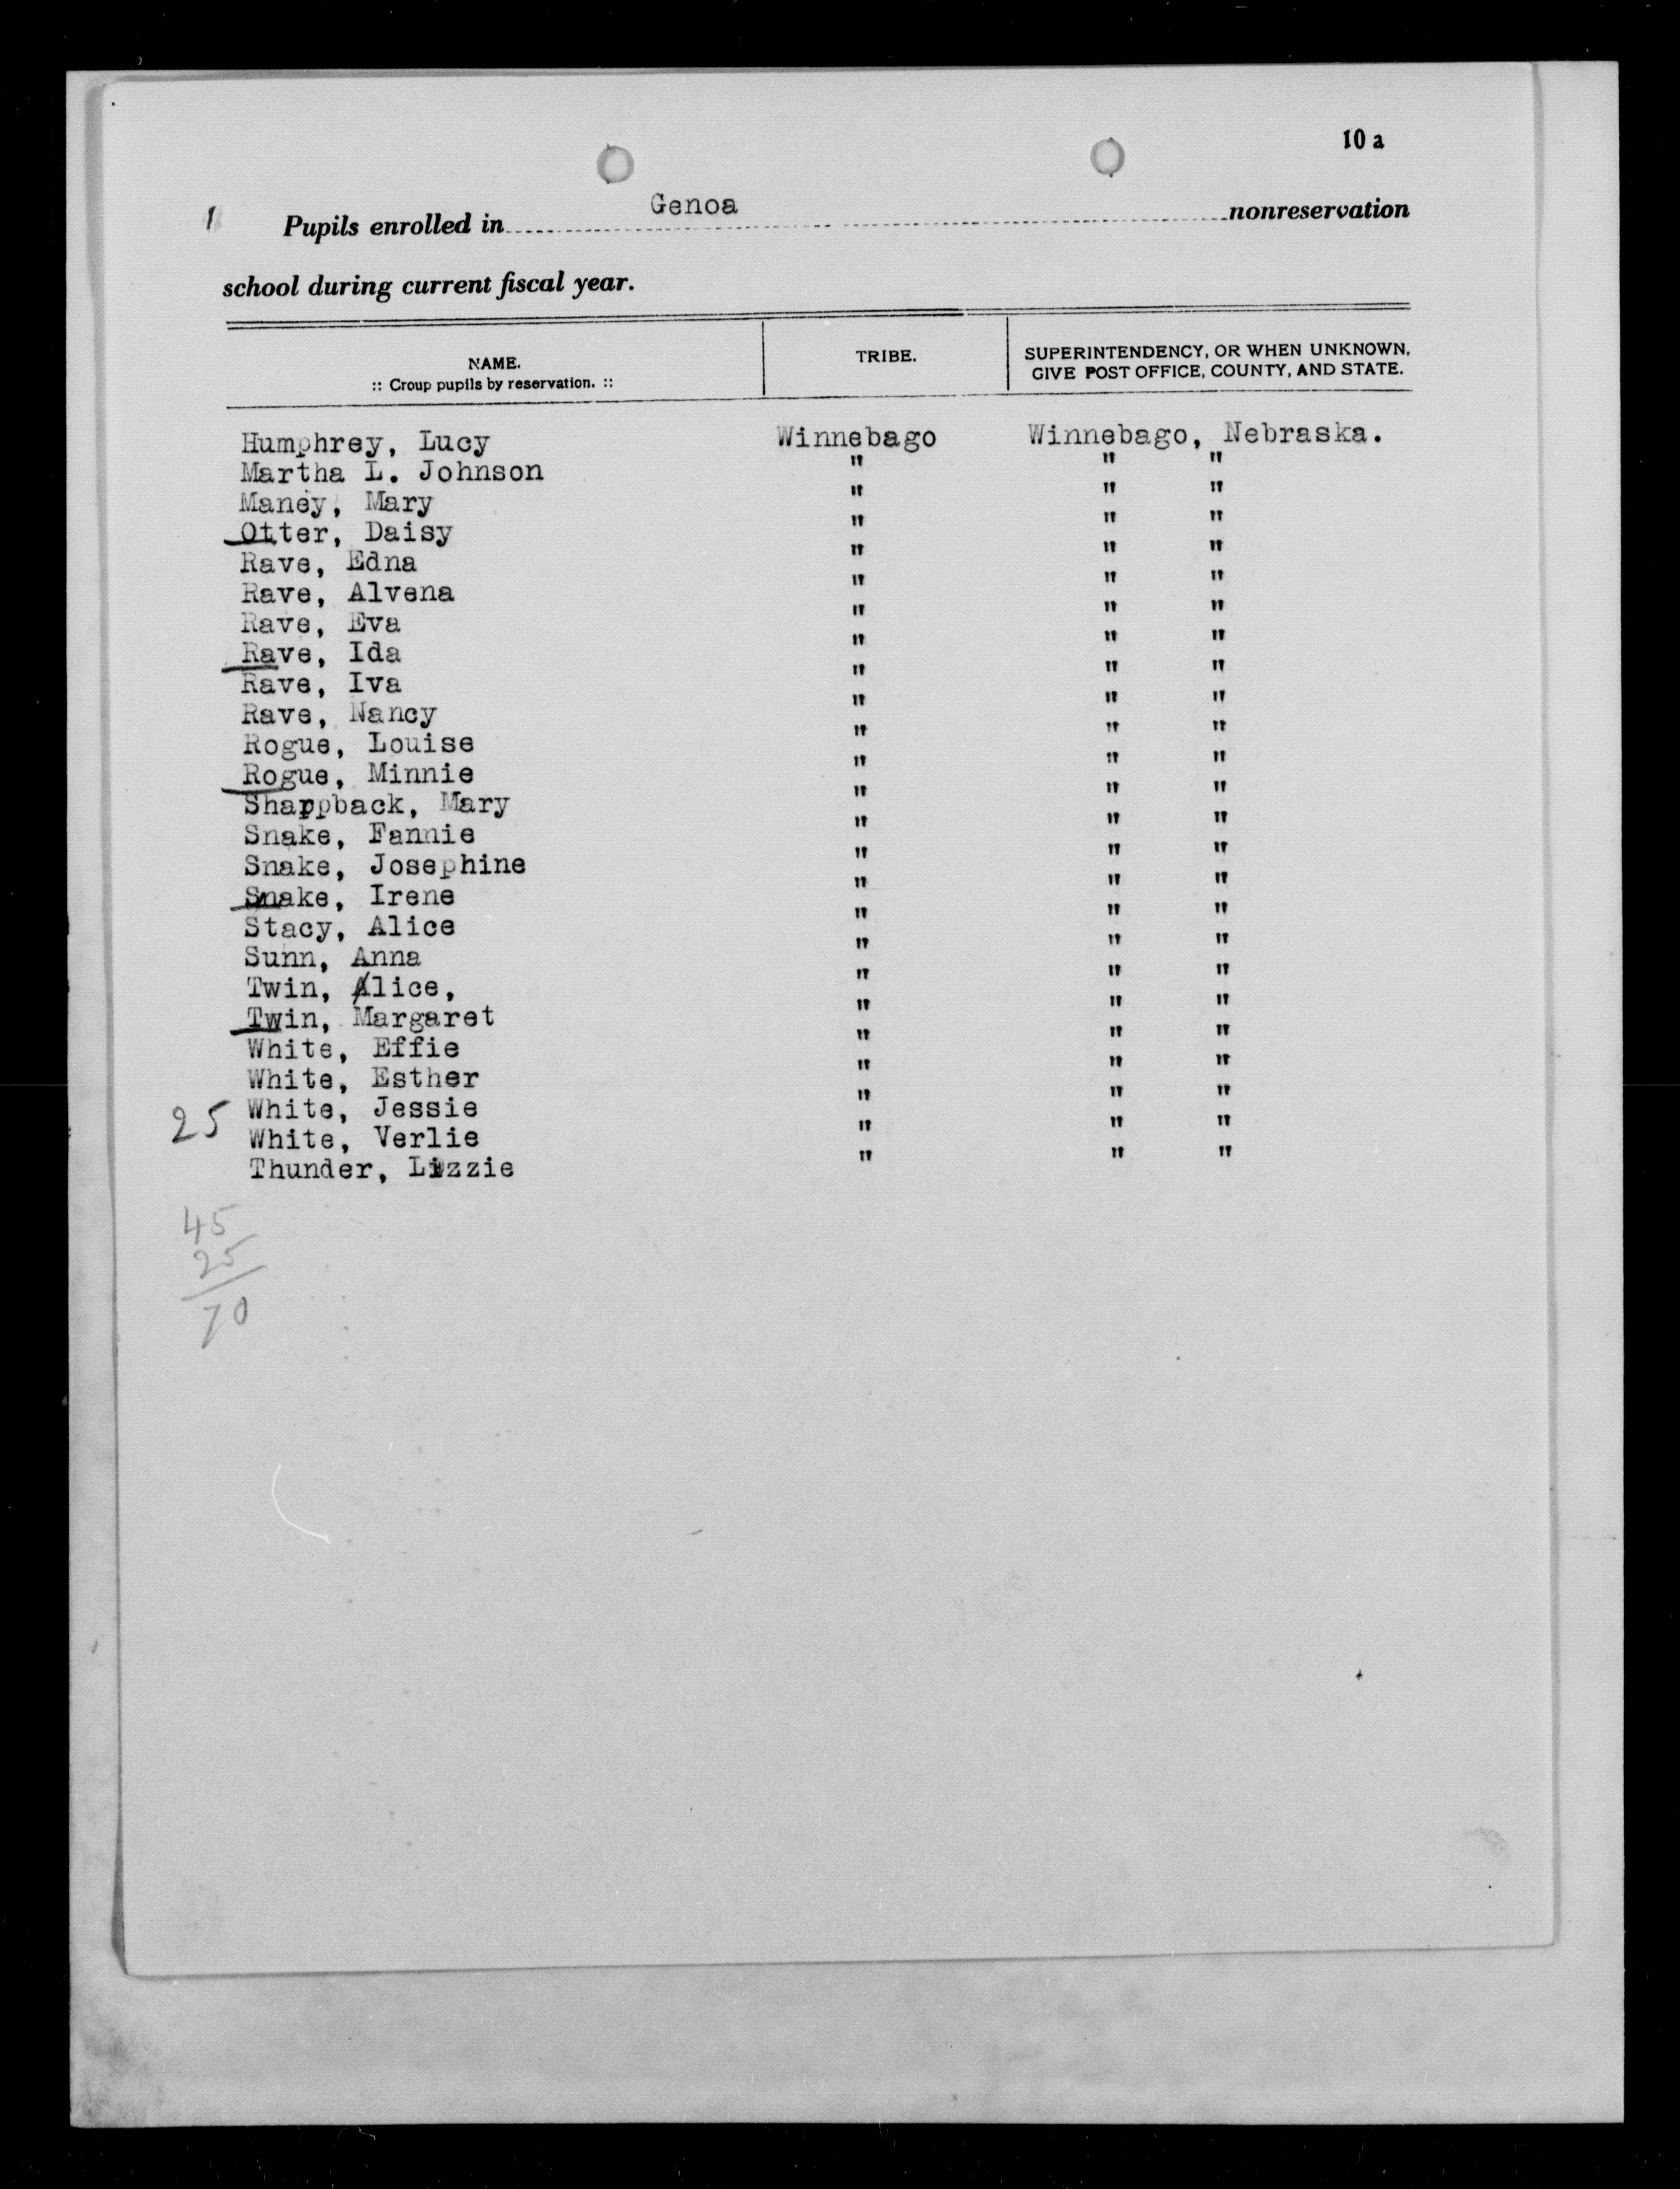 10 a
1 Pupils enrolled in Genoa nonreservation
school during current fiscal year.
NAME. TRIBE. SUPERINTENDENCY, OR WHEN UNKNOWN,
:: Group pupils by reservation. :: GIVE POST OFFICE, COUNTY, AND STATE.
Humphrey, Lucy Winnebago Winnebago, Nebraska.
Martha L. Johnson " " "
Maney, Mary " " "
Otter, Daisy " " "
Rave, Edna " " "
Rave, Alvena " " "
Rave, Eva " " "
Rave, Ida " " "
Rave, Iva " " "
Rave, Nancy " " "
Rogue, Louise " " "
Rogue, Minnie " " "
Sharpback, Mary " " "
Snake, Fannie " " "
Snake, Josephine " " "
Snake, Irene " " "
Stacy, Alice " " "
Sunn, Anna " " "
Twin, Alice, " " "
Twin, Margaret " " "
White, Effie " " "
White, Esther " " "
25 White, Jessie " " "
White, Verlie " " "
Thunder, Lizzie " " "
45
25
70